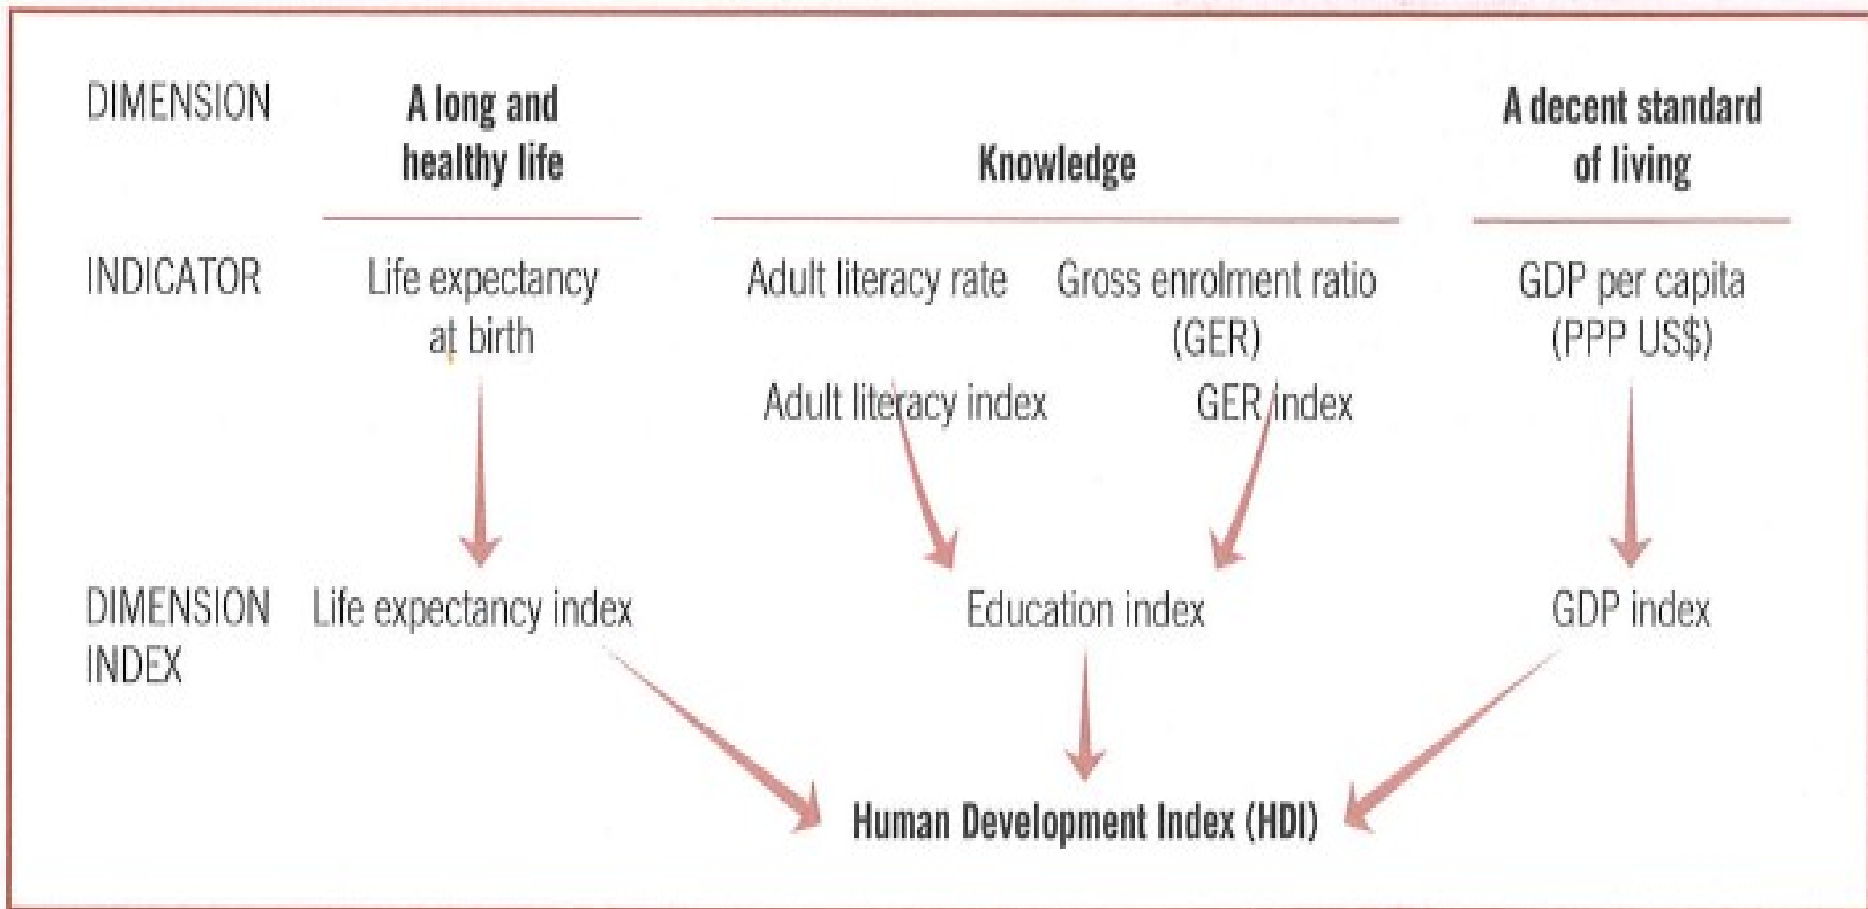 DIMENSION
A long and
healthy life
Knowledge
A decent standard
of living
INDICATOR
Life expectancy
at birth
Adult literacy rate
Gross enrolment ratio
(GER)
GDP per capita
(PPP US$)
Adult literacy index
GER index
DIMENSION
INDEX
Life expectancy index
Education index
GDP index
Human Development Index (HDI)